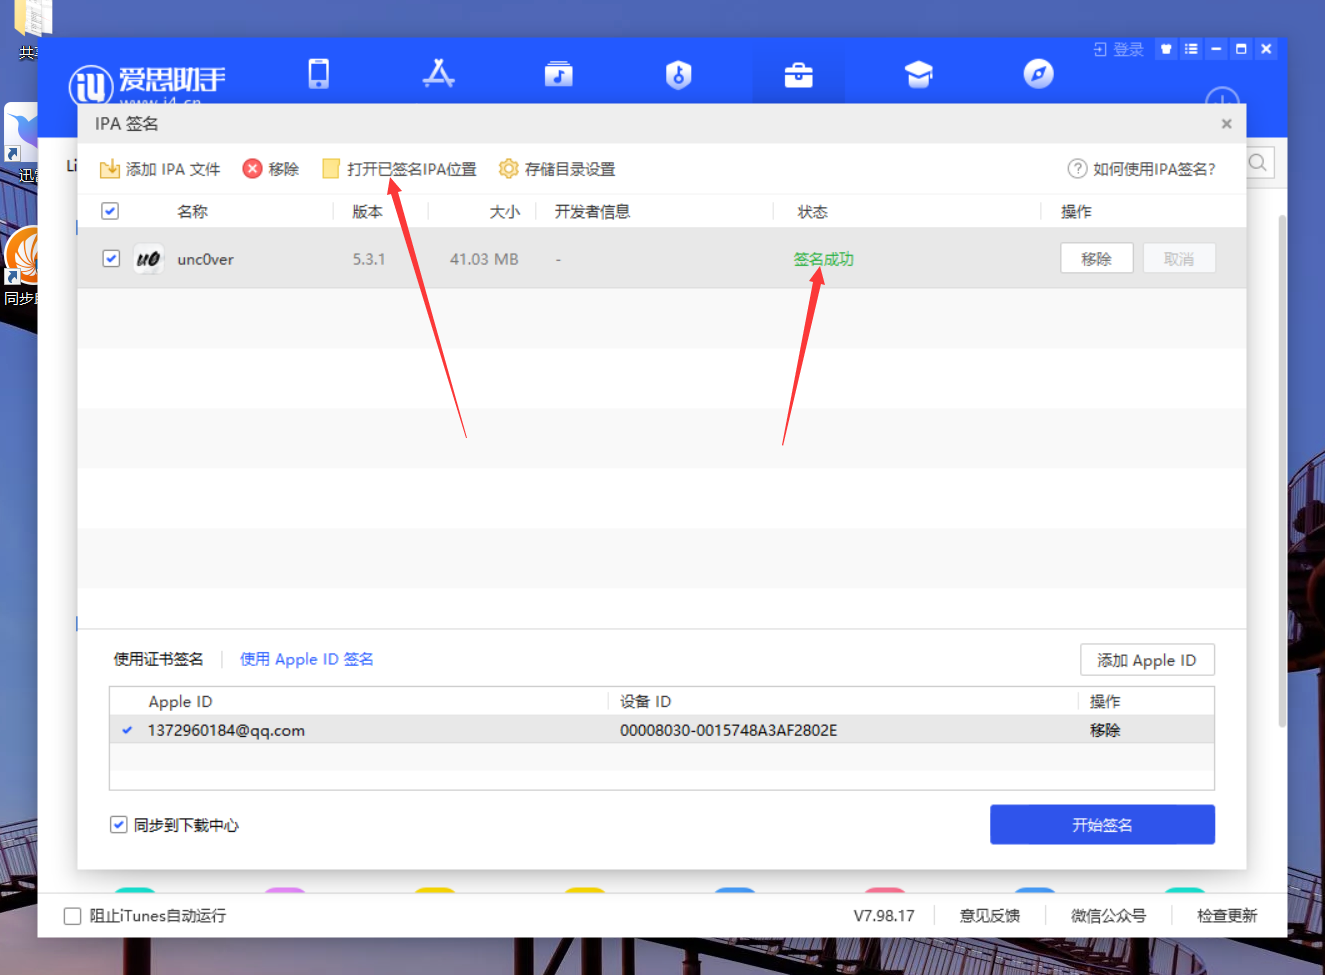 共
登录
iU 爱思助手
www.i4.cn
IPA 签名
迅
Li
添加 IPA 文件 移除 打开已签名IPA位置 存储目录设置 如何使用IPA签名?
名称 版本 大小 开发者信息 状态 操作
u0 unc0ver 5.3.1 41.03 MB - 签名成功 移除 取消
同步
使用证书签名 使用 Apple ID 签名 添加 Apple ID
Apple ID 设备 ID 操作
1372960184@qq.com 00008030-0015748A3AF2802E 移除
同步到下载中心 开始签名
阻止iTunes自动运行 V7.98.17 意见反馈 微信公众号 检查更新